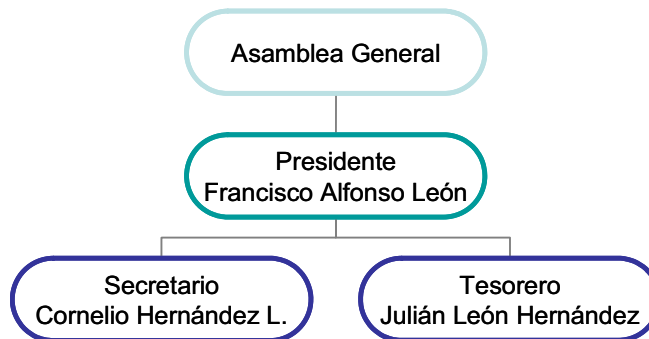 Asamblea General
Presidente
Francisco Alfonso León
Secretario
Cornelio Hernández L.
Tesorero
Julián León Hernández